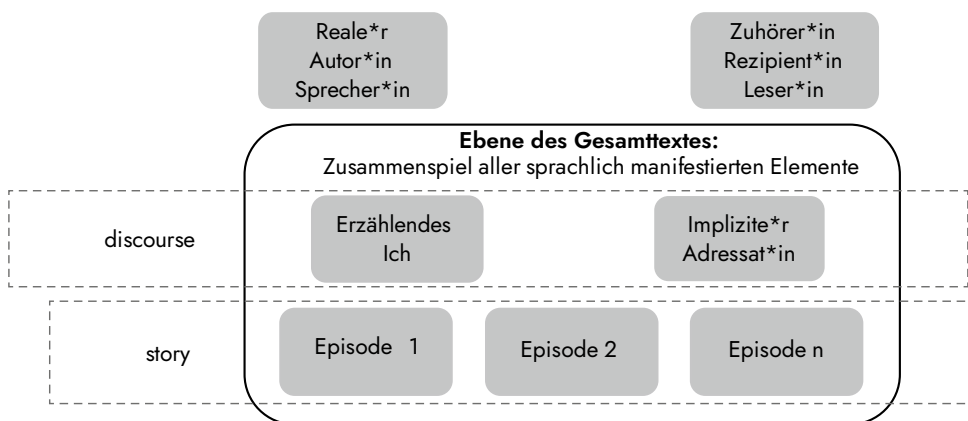 Reale*r
Autor*in
Sprecher*in
Zuhörer*in
Rezipient*in
Leser*in
Ebene des Gesamttextes:
Zusammenspiel aller sprachlich manifestierten Elemente
discourse
Erzählendes
Ich
Implizite*r
Adressat*in
story
Episode 1
Episode 2
Episode n